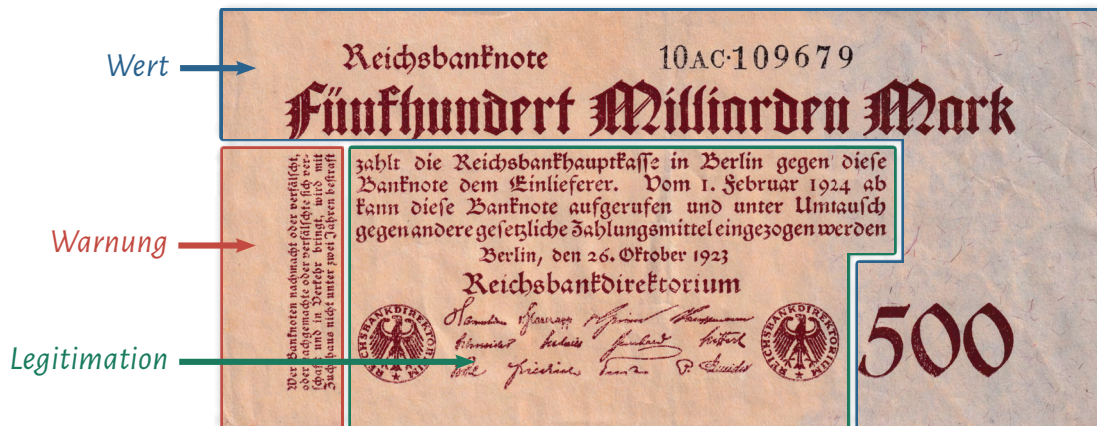 Wert
Reichsbanknote 10AC·109679
Fünfhundert Milliarden Mark
Warnung
Wer Banknoten nachmacht oder verfälscht,
oder nachgemachte oder verfälschte sich ver-
schafft und in Verkehr bringt, wird mit
Zuchthaus nicht unter zwei Jahren bestraft
zahlt die Reichsbankhauptkasse in Berlin gegen diese
Banknote dem Einlieferer. Vom 1. Februar 1924 ab
kann diese Banknote aufgerufen und unter Umtausch
gegen andere gesetzliche Zahlungsmittel eingezogen werden
Berlin, den 26. Oktober 1923
Reichsbankdirektorium
Legitimation
REICHSBANKDIREKTORIUM
REICHSBANKDIREKTORIUM
500